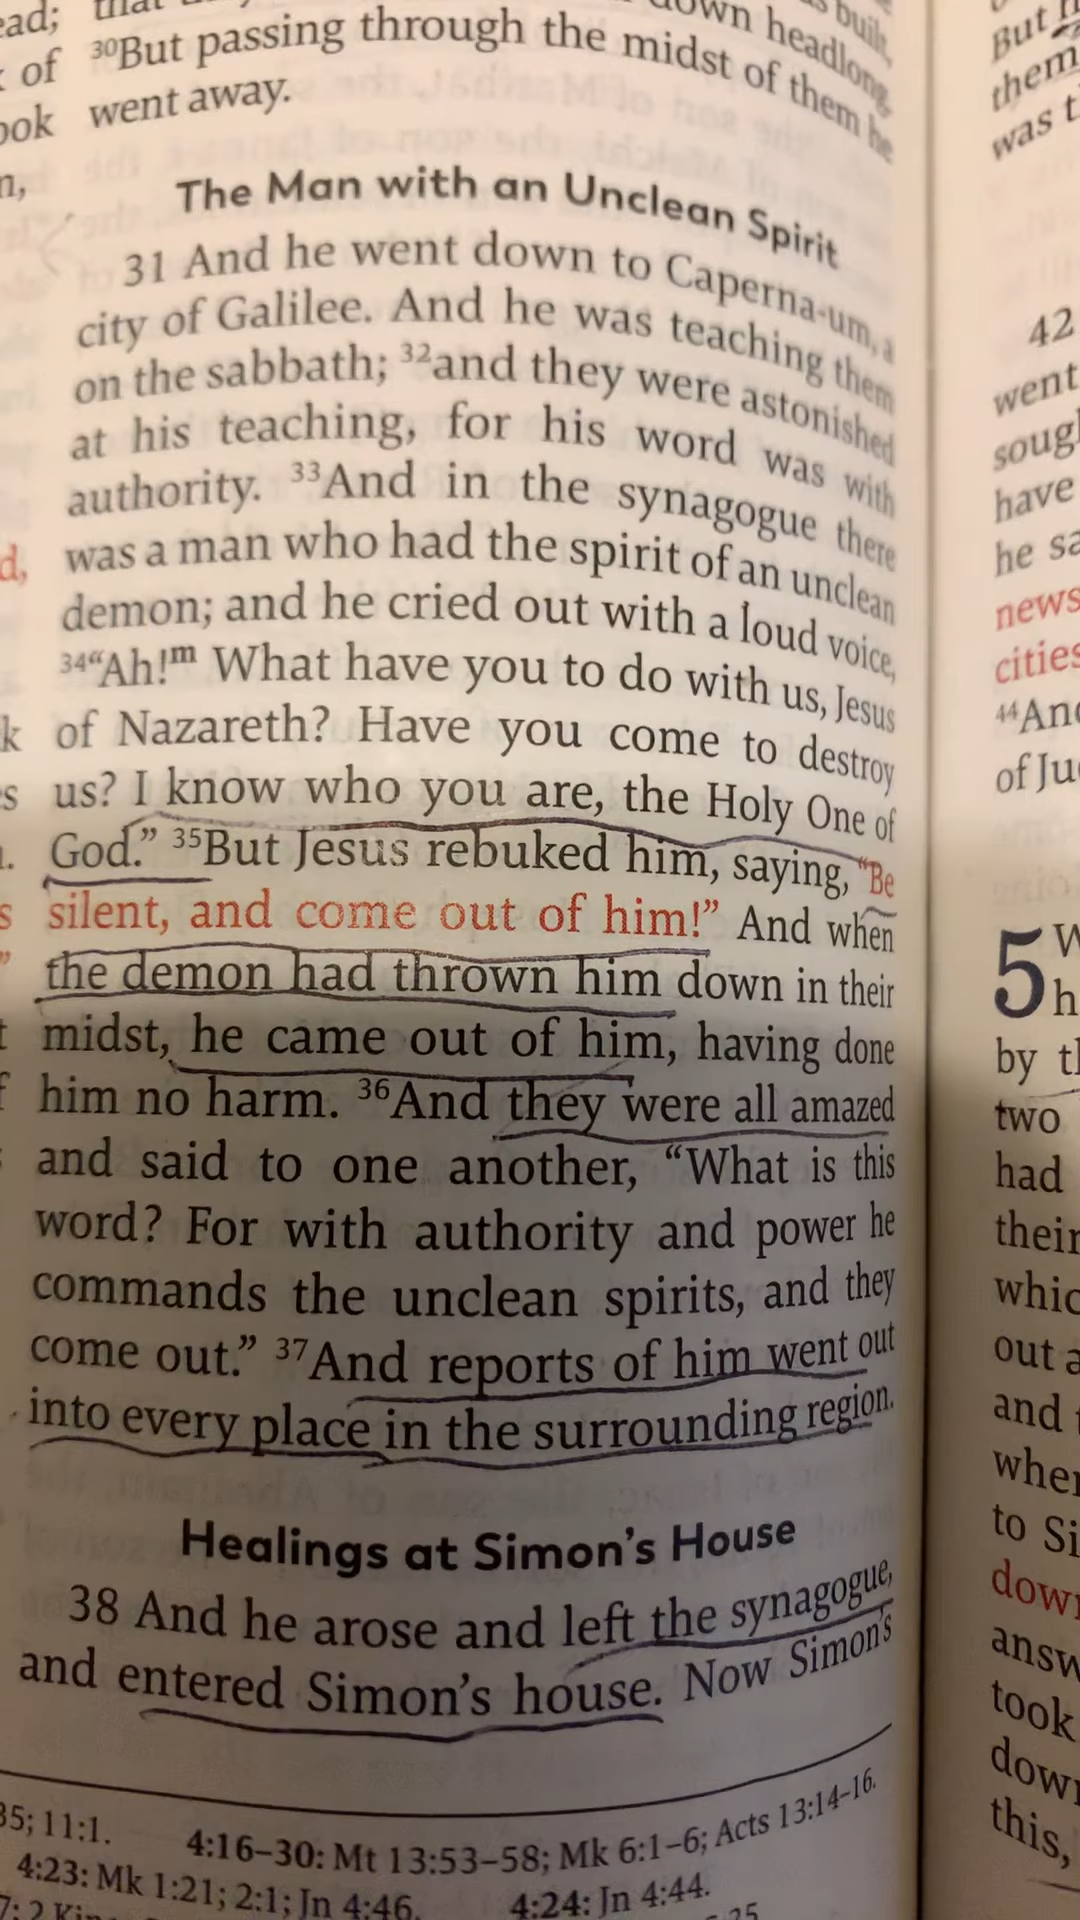 ead;
of
ook
n,
d,
k
s
s
that
down headlong.
30But passing through the midst of them he
went away.
The Man with an Unclean Spirit
31 And he went down to Caperna-um, a
city of Galilee. And he was teaching them
on the sabbath; 32and they were astonished
at his teaching, for his word was with
authority. 33And in the synagogue there
was a man who had the spirit of an unclean
demon; and he cried out with a loud voice,
34“Ah!m What have you to do with us, Jesus
of Nazareth? Have you come to destroy
us? I know who you are, the Holy One of
God.” 35But Jesus rebuked him, saying, “Be
silent, and come out of him!” And when
the demon had thrown him down in their
midst, he came out of him, having done
him no harm. 36And they were all amazed
and said to one another, “What is this
word? For with authority and power he
commands the unclean spirits, and they
come out.” 37And reports of him went out
into every place in the surrounding region.
Healings at Simon’s House
38 And he arose and left the synagogue,
and entered Simon’s house. Now Simon’s
35; 11:1. 4:16–30: Mt 13:53–58; Mk 6:1–6; Acts 13:14–16.
4:23: Mk 1:21; 2:1; Jn 4:46. 4:24: Jn 4:44.
But
them
was t
42
went
soug
have
he sa
news
cities
44And
of Ju
5 W
h
by th
two
had
their
whic
out a
and
when
to Si
down
answ
took
down
this,